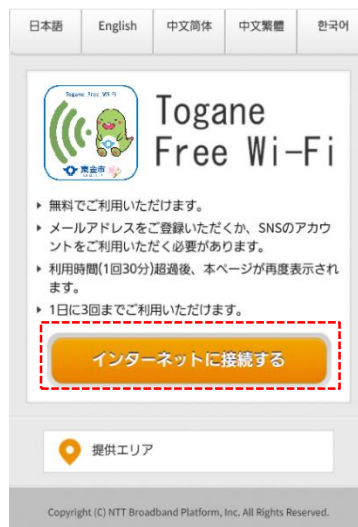 日本語 English 中文简体 中文繁體 한국어
Togane Free Wi-Fi
東金市
Togane
Free Wi-Fi
無料でご利用いただけます。
メールアドレスをご登録いただくか、SNSのアカウ
ントをご利用いただく必要があります。
利用時間(1回30分)超過後、本ページが再度表示され
ます。
1日に3回までご利用いただけます。
インターネットに接続する
提供エリア
Copyright (C) NTT Broadband Platform, Inc. All Rights Reserved.